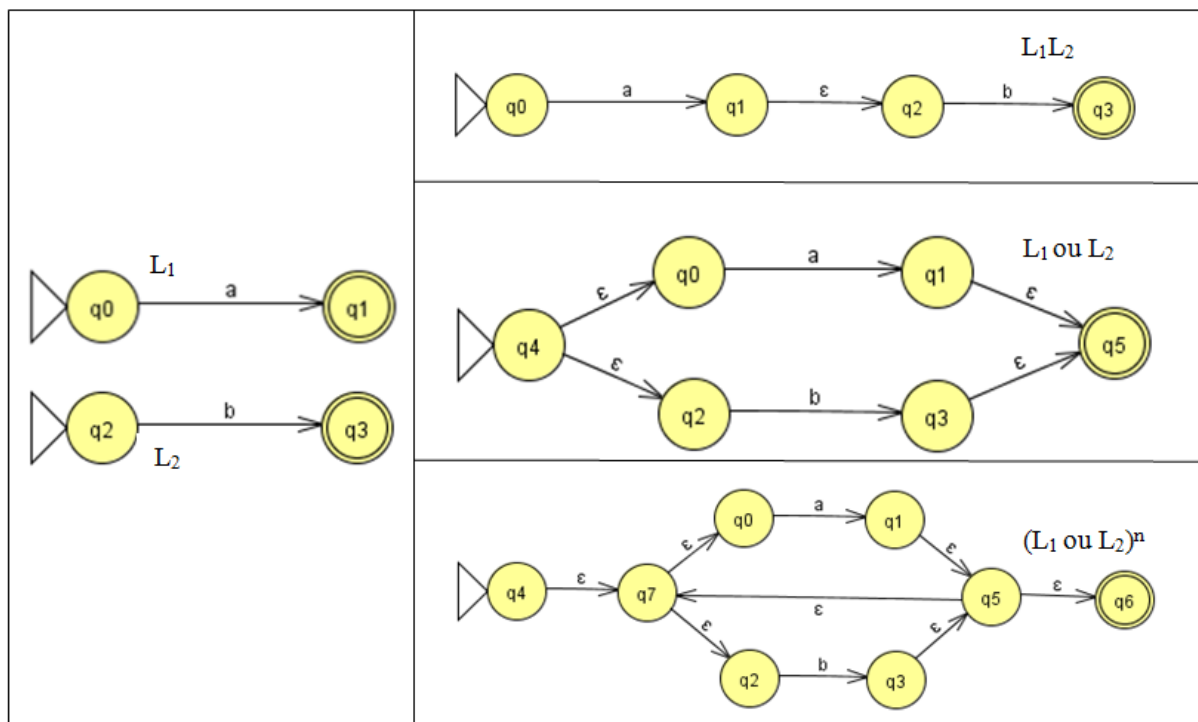 L₁
q0 a q1
q2 b q3
L₂
L₁L₂
q0 a q1 ε q2 b q3
L₁ ou L₂
q0 a q1
ε ε
q4 q5
ε ε
q2 b q3
(L₁ ou L₂)ⁿ
q0 a q1
ε ε
q4 ε q7 ε q5 ε q6
ε ε
q2 b q3